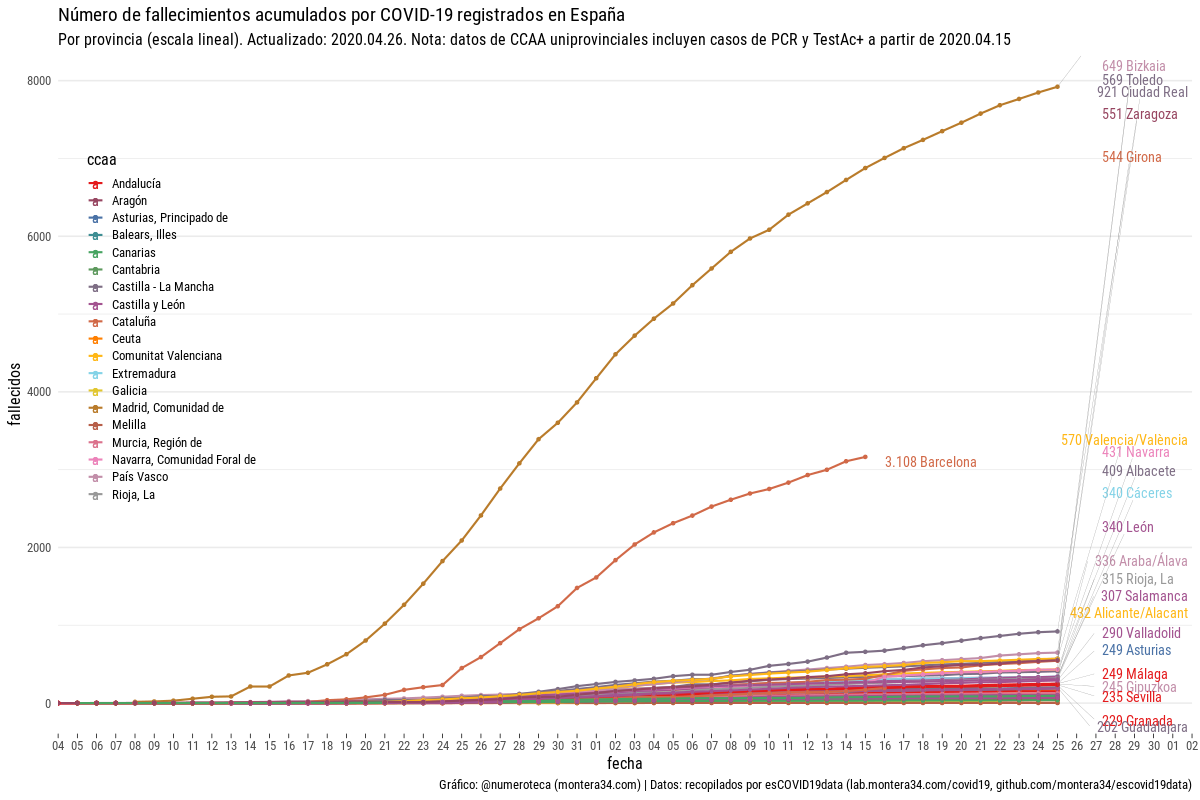 Número de fallecimientos acumulados por COVID-19 registrados en España
Por provincia (escala lineal). Actualizado: 2020.04.26. Nota: datos de CCAA uniprovinciales incluyen casos de PCR y TestAc+ a partir de 2020.04.15
fallecidos
8000
6000
4000
2000
0
ccaa
Andalucía
Aragón
Asturias, Principado de
Balears, Illes
Canarias
Cantabria
Castilla - La Mancha
Castilla y León
Cataluña
Ceuta
Comunitat Valenciana
Extremadura
Galicia
Madrid, Comunidad de
Melilla
Murcia, Región de
Navarra, Comunidad Foral de
País Vasco
Rioja, La
649 Bizkaia
569 Toledo
921 Ciudad Real
551 Zaragoza
544 Girona
570 Valencia/València
431 Navarra
3.108 Barcelona
409 Albacete
340 Cáceres
340 León
336 Araba/Álava
315 Rioja, La
307 Salamanca
432 Alicante/Alacant
290 Valladolid
249 Asturias
249 Málaga
245 Gipuzkoa
235 Sevilla
229 Granada
202 Guadalajara
04 05 06 07 08 09 10 11 12 13 14 15 16 17 18 19 20 21 22 23 24 25 26 27 28 29 30 31 01 02 03 04 05 06 07 08 09 10 11 12 13 14 15 16 17 18 19 20 21 22 23 24 25 26 27 28 29 30 01 02
fecha
Gráfico: @numeroteca (montera34.com) | Datos: recopilados por esCOVID19data (lab.montera34.com/covid19, github.com/montera34/escovid19data)